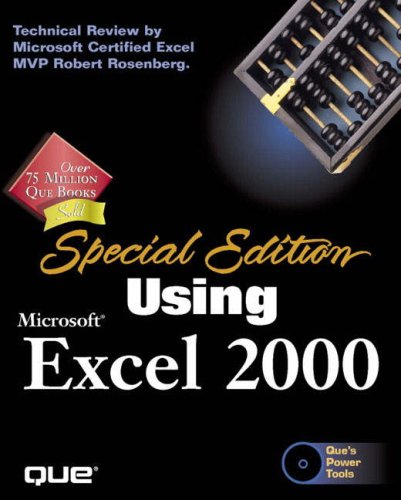 Technical Review by
Microsoft Certified Excel
MVP Robert Rosenberg.
Over
75 Million
Que Books
Sold
Special Edition
Using
Microsoft®
Excel 2000
que®
Que's
Power
Tools